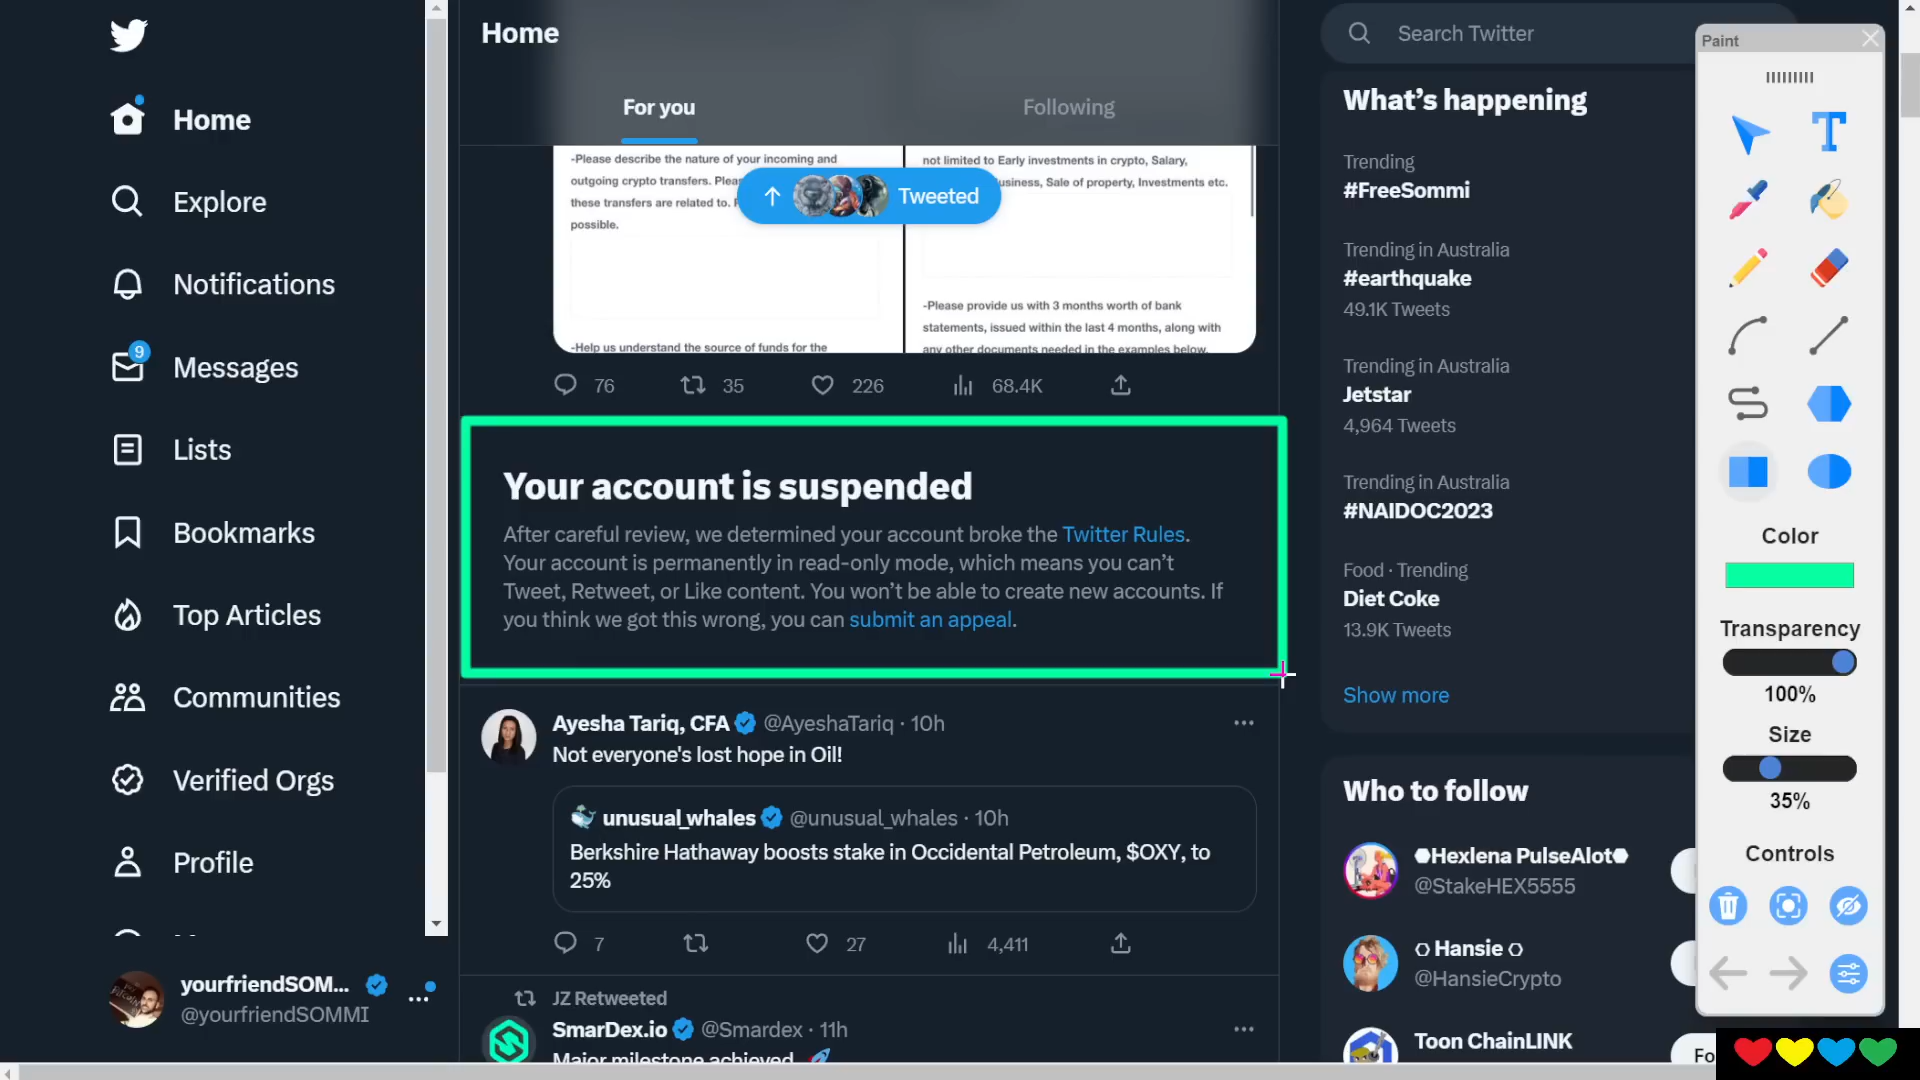 Home
Explore
Notifications
9
Messages
Lists
Bookmarks
Top Articles
Communities
Verified Orgs
Profile
yourfriendSOM...
@yourfriendSOMMI
Home
For you
Following
-Please describe the nature of your incoming and
outgoing crypto transfers.
these transfers are related to.
possible.
-Help us understand the source of funds for the
not limited to Early investments in crypto, Salary,
Sale of property, Investments etc.
-Please provide us with 3 months worth of bank
statements, issued within the last 4 months, along with
any other documents needed in the examples below.
Tweeted
76 35 226 68.4K
Your account is suspended
After careful review, we determined your account broke the Twitter Rules.
Your account is permanently in read-only mode, which means you can’t
Tweet, Retweet, or Like content. You won’t be able to create new accounts. If
you think we got this wrong, you can submit an appeal.
Ayesha Tariq, CFA @AyeshaTariq · 10h
Not everyone's lost hope in Oil!
unusual_whales @unusual_whales · 10h
Berkshire Hathaway boosts stake in Occidental Petroleum, $OXY, to
25%
7 27 4,411
JZ Retweeted
SmarDex.io @Smardex · 11h
Major milestone achieved
Search Twitter
What’s happening
Trending
#FreeSommi
Trending in Australia
#earthquake
49.1K Tweets
Trending in Australia
Jetstar
4,964 Tweets
Trending in Australia
#NAIDOC2023
Food · Trending
Diet Coke
13.9K Tweets
Show more
Who to follow
Hexlena PulseAlot
@StakeHEX5555
Hansie
@HansieCrypto
Toon ChainLINK
Fo
Paint
T
Color
Transparency
100%
Size
35%
Controls